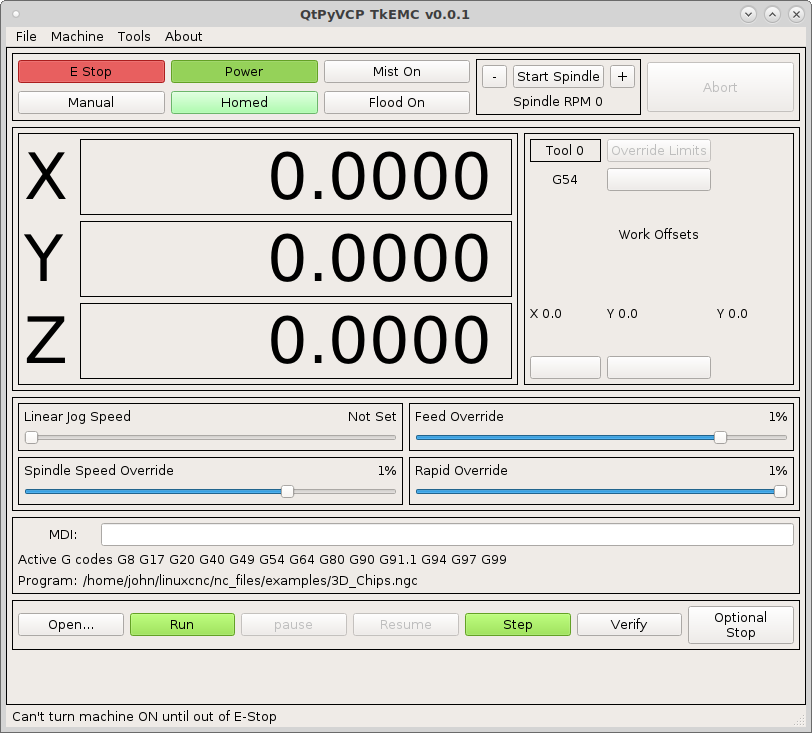 QtPyVCP TkEMC v0.0.1
File Machine Tools About
E Stop Power Mist On - Start Spindle + Abort
Manual Homed Flood On Spindle RPM 0
X 0.0000
Y 0.0000
Z 0.0000
Tool 0 Override Limits
G54
Work Offsets
X 0.0 Y 0.0 Y 0.0
Linear Jog Speed Not Set
Feed Override 1%
Spindle Speed Override 1%
Rapid Override 1%
MDI:
Active G codes G8 G17 G20 G40 G49 G54 G64 G80 G90 G91.1 G94 G97 G99
Program: /home/john/linuxcnc/nc_files/examples/3D_Chips.ngc
Open... Run pause Resume Step Verify Optional
Stop
Can't turn machine ON until out of E-Stop